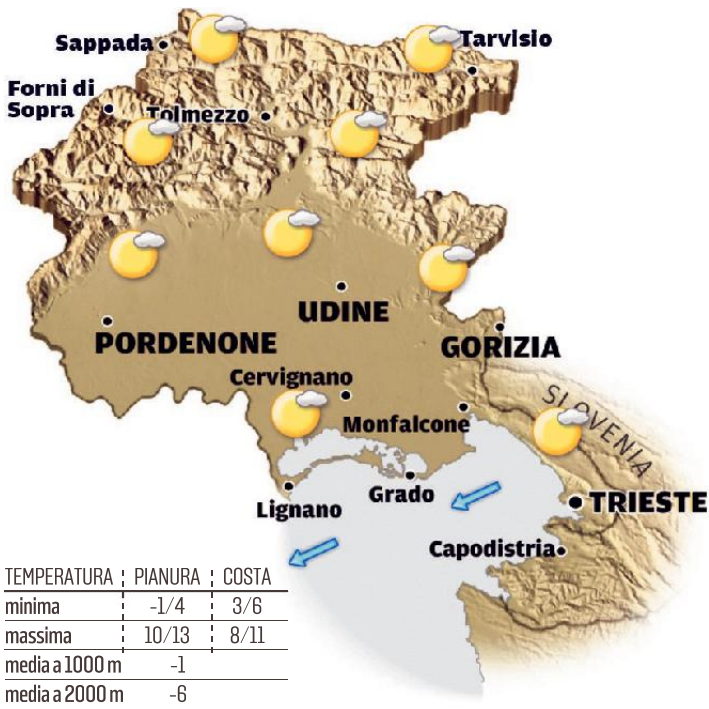 Sappada
Tarvisio
Forni di
Sopra
Tolmezzo
UDINE
PORDENONE
GORIZIA
Cervignano
SLOVENIA
Monfalcone
Grado
Lignano
TRIESTE
Capodistria
TEMPERATURA PIANURA COSTA
minima -1/4 3/6
massima 10/13 8/11
media a 1000 m -1
media a 2000 m -6